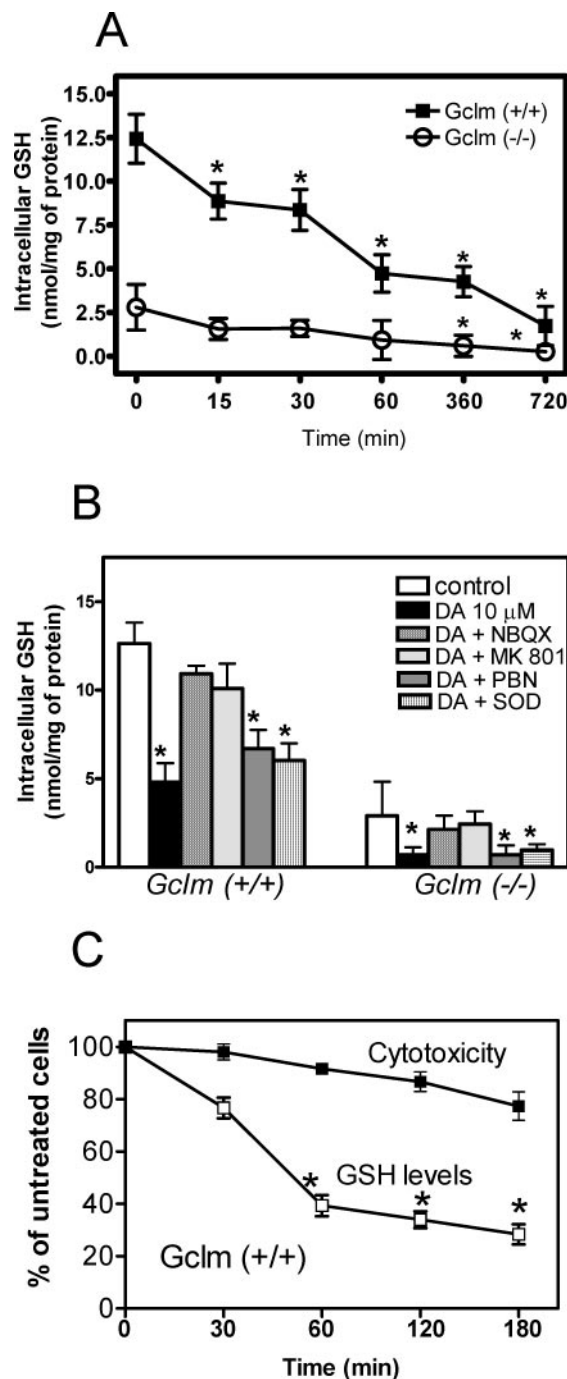 A
Intracellular GSH
(nmol/mg of protein)
15.0
12.5
10.0
7.5
5.0
2.5
0.0
Gclm (+/+)
Gclm (-/-)
* * * * * * *
0 15 30 60 360 720
Time (min)
B
Intracellular GSH
(nmol/mg of protein)
15
10
5
0
control
DA 10 µM
DA + NBQX
DA + MK 801
DA + PBN
DA + SOD
* * * * * *
Gclm (+/+) Gclm (-/-)
C
% of untreated cells
100
80
60
40
20
0
Cytotoxicity
GSH levels
* * *
Gclm (+/+)
0 30 60 120 180
Time (min)